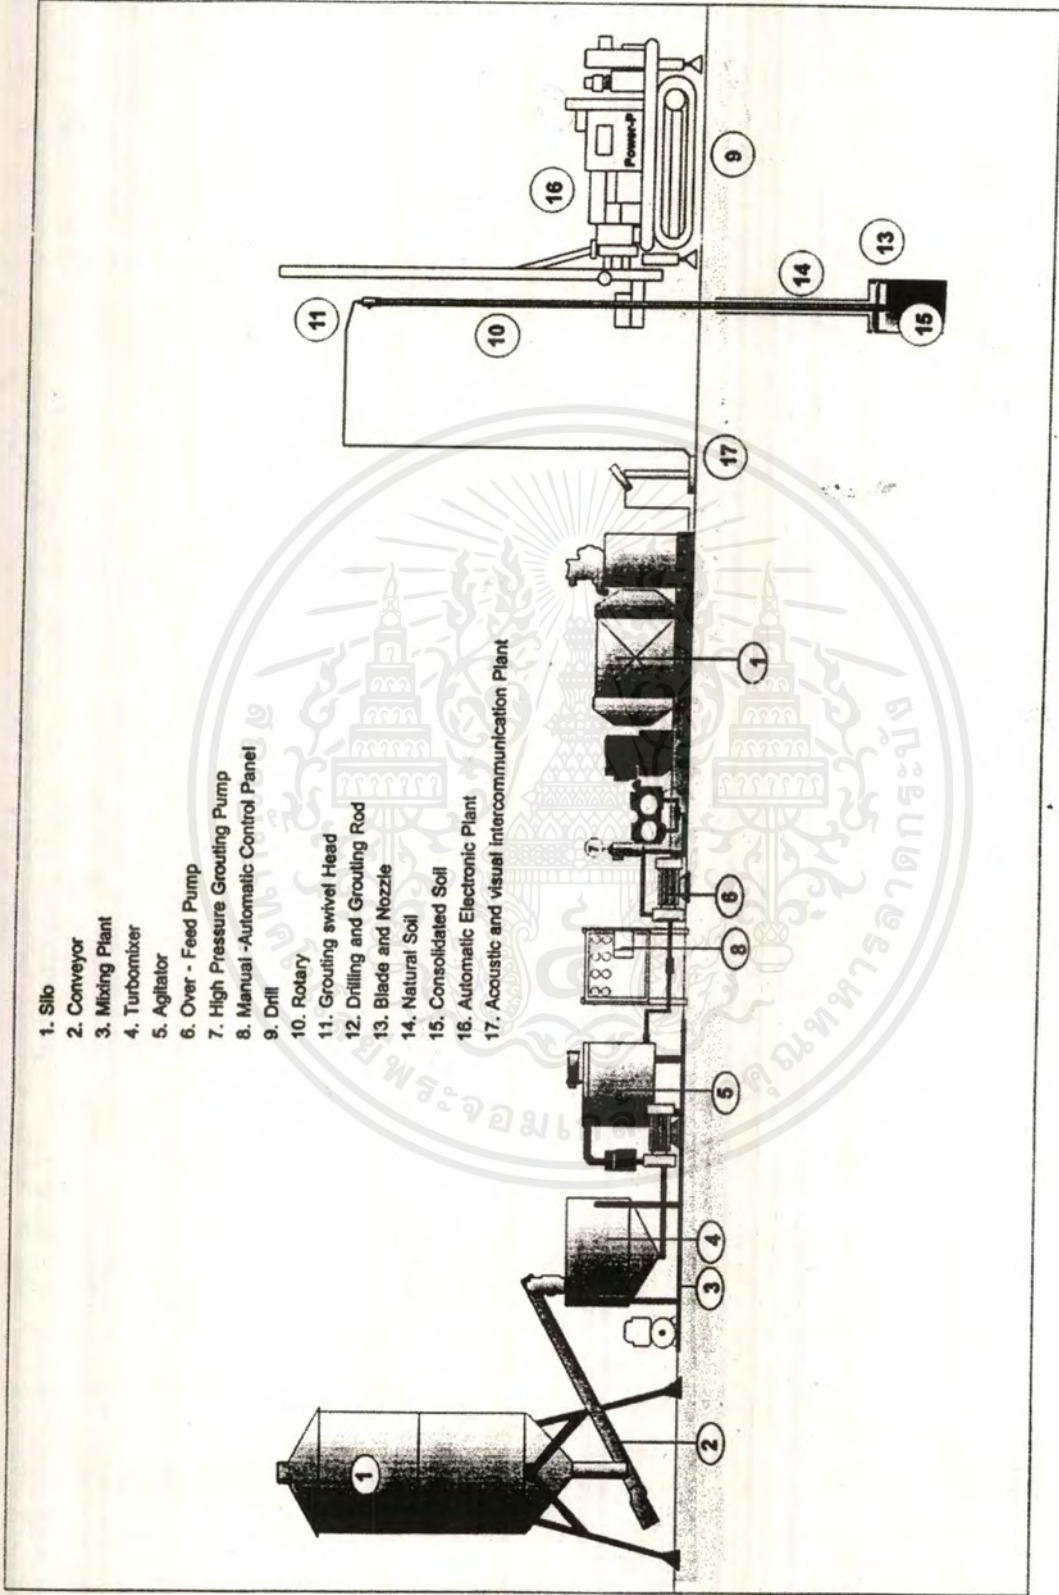 1. Silo
2. Conveyor
3. Mixing Plant
4. Turbomixer
5. Agitator
6. Over - Feed Pump
7. High Pressure Grouting Pump
8. Manual -Automatic Control Panel
9. Drill
10. Rotary
11. Grouting swivel Head
12. Drilling and Grouting Rod
13. Blade and Nozzle
14. Natural Soil
15. Consolidated Soil
16. Automatic Electronic Plant
17. Acoustic and visual intercommunication Plant
1
2
3
4
5
8
6
7
1
17
11
10
16
Power-P
9
14
13
15